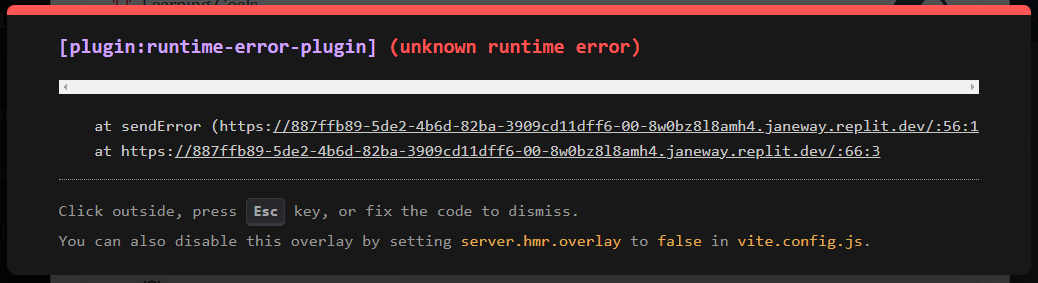 Learning Goals
[plugin:runtime-error-plugin] (unknown runtime error)
at sendError (https://887ffb89-5de2-4b6d-82ba-3909cd11dff6-00-8w0bz8l8amh4.janeway.replit.dev/:56:1
at https://887ffb89-5de2-4b6d-82ba-3909cd11dff6-00-8w0bz8l8amh4.janeway.replit.dev/:66:3
Click outside, press Esc key, or fix the code to dismiss.
You can also disable this overlay by setting server.hmr.overlay to false in vite.config.js.